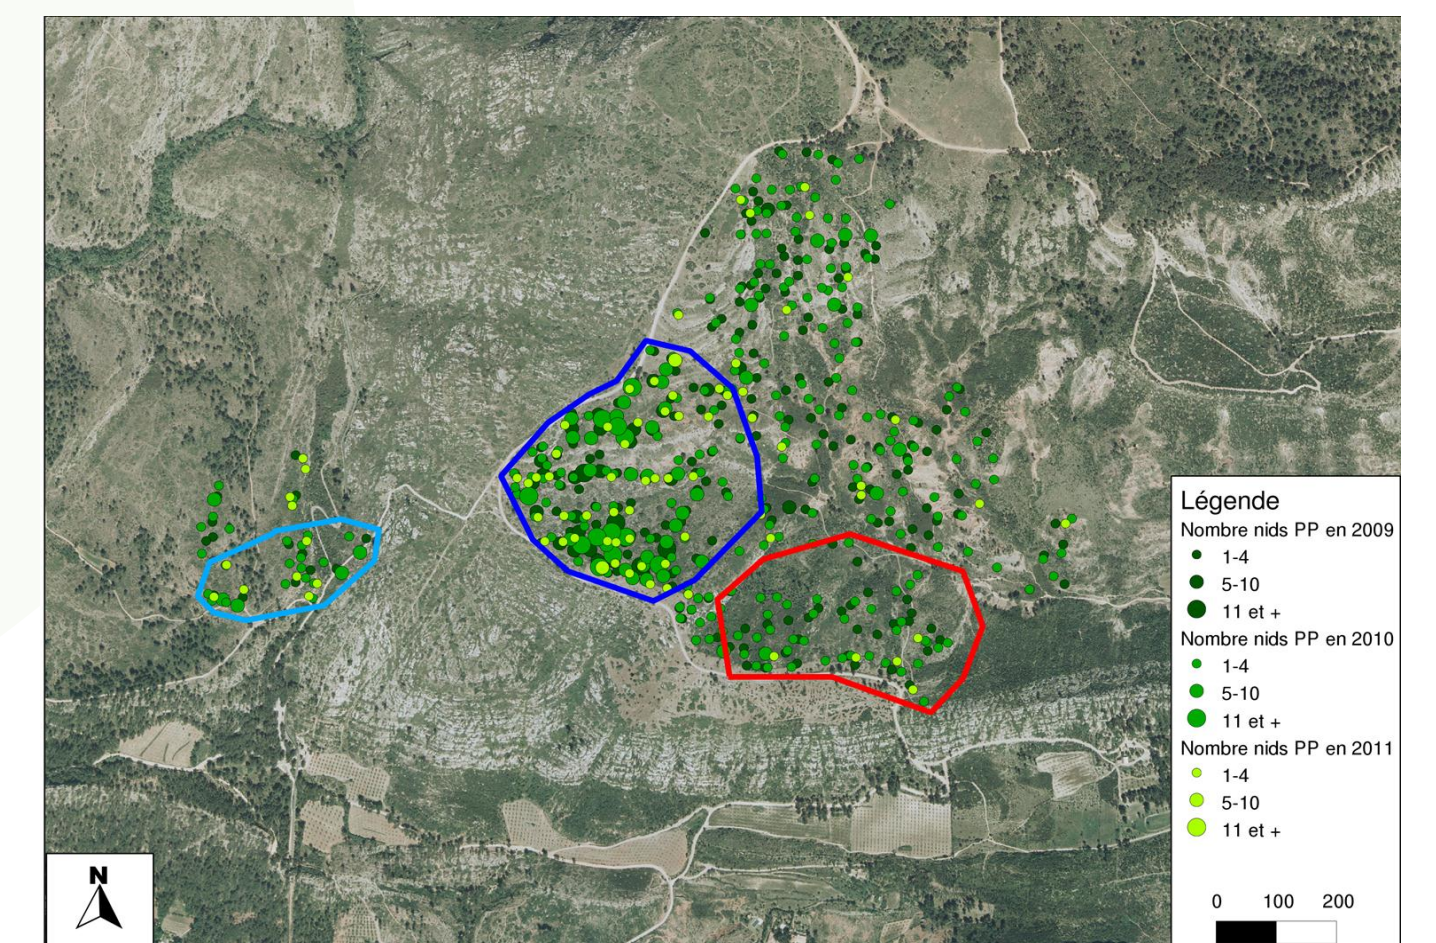 Légende
Nombre nids PP en 2009
1-4
5-10
11 et +
Nombre nids PP en 2010
1-4
5-10
11 et +
Nombre nids PP en 2011
1-4
5-10
11 et +
N
0 100 200